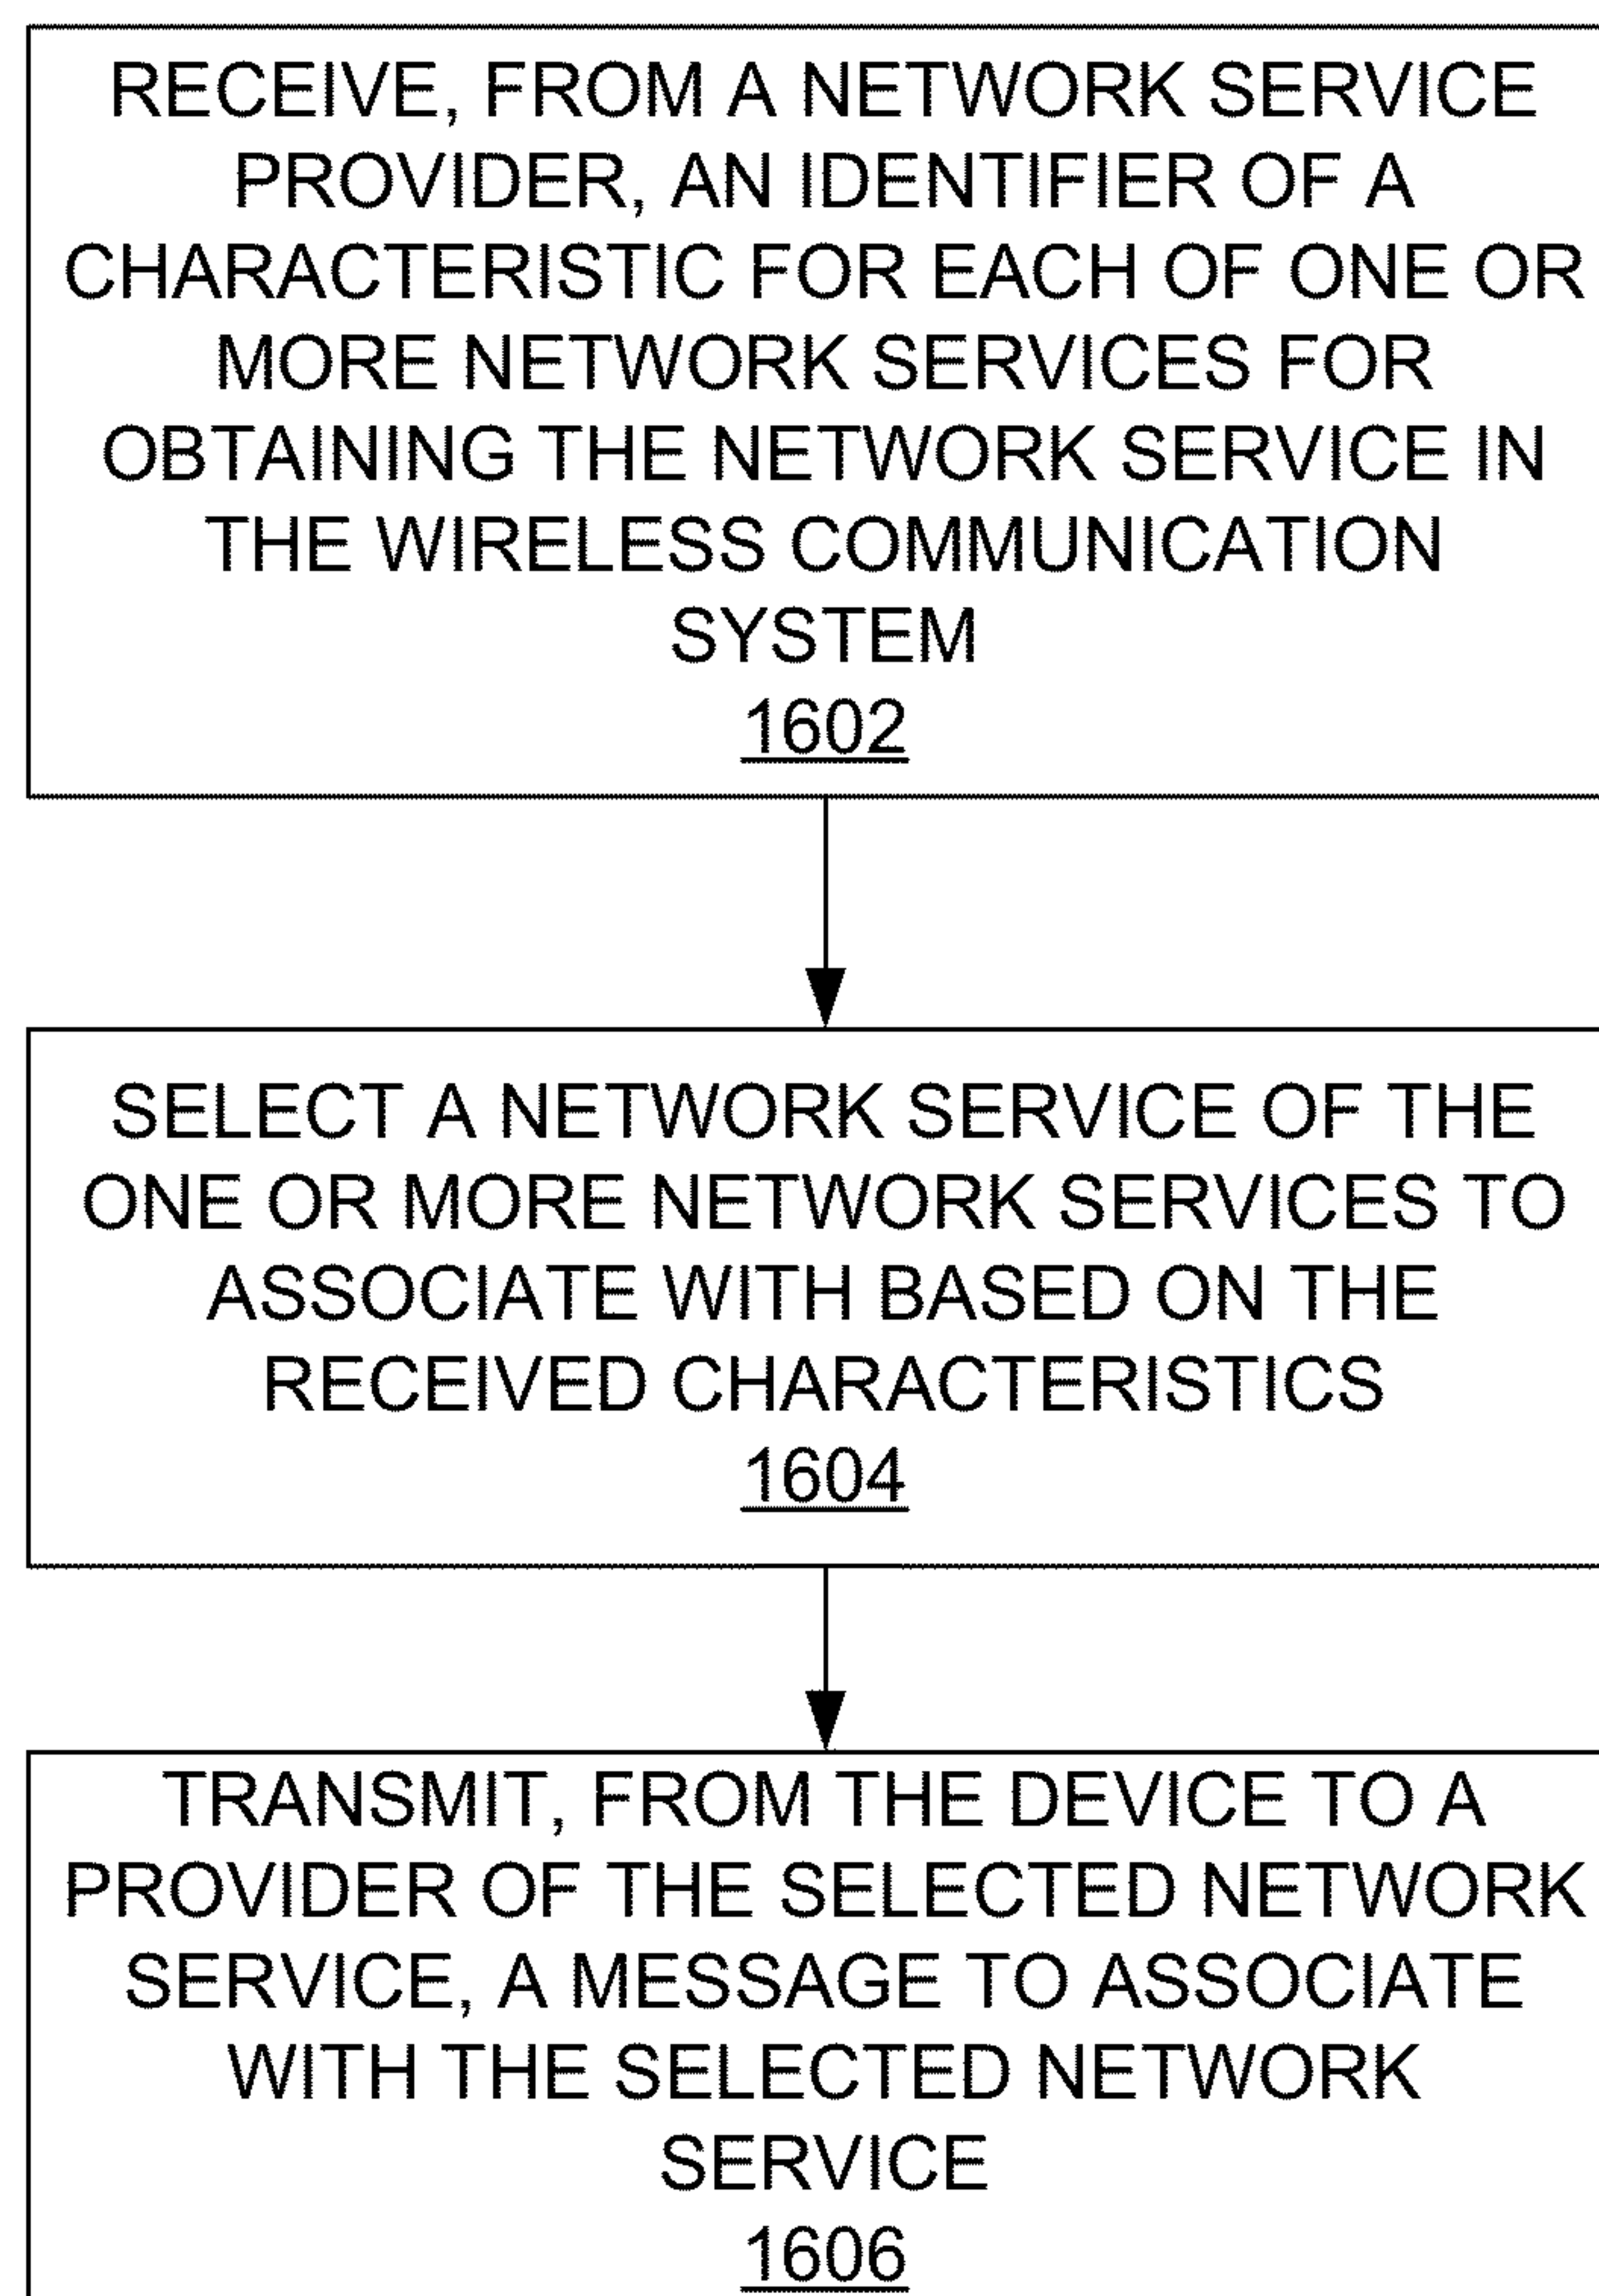 RECEIVE, FROM A NETWORK SERVICE
PROVIDER, AN IDENTIFIER OF A
CHARACTERISTIC FOR EACH OF ONE OR
MORE NETWORK SERVICES FOR
OBTAINING THE NETWORK SERVICE IN
THE WIRELESS COMMUNICATION
SYSTEM
1602
SELECT A NETWORK SERVICE OF THE
ONE OR MORE NETWORK SERVICES TO
ASSOCIATE WITH BASED ON THE
RECEIVED CHARACTERISTICS
1604
TRANSMIT, FROM THE DEVICE TO A
PROVIDER OF THE SELECTED NETWORK
SERVICE, A MESSAGE TO ASSOCIATE
WITH THE SELECTED NETWORK
SERVICE
1606